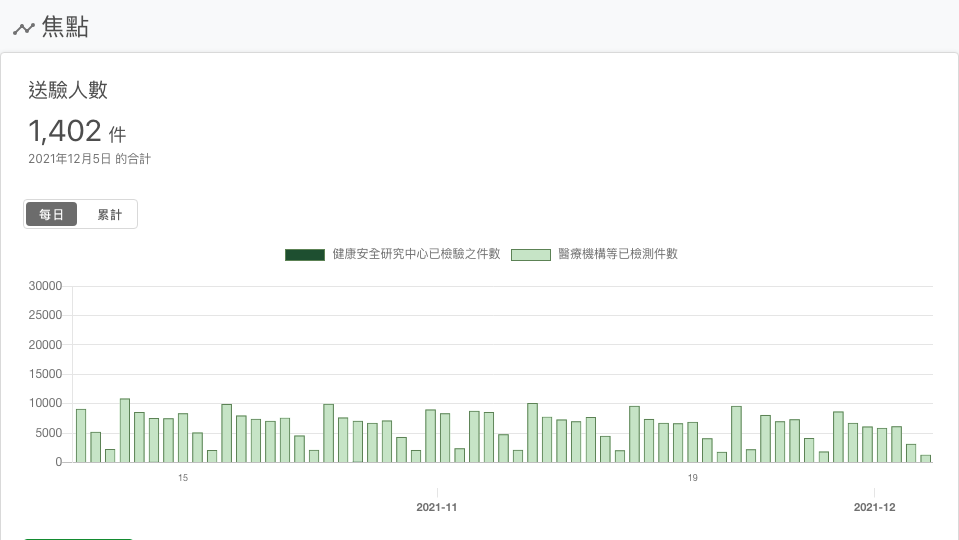 焦點
送驗人數
1,402 件
2021年12月5日 的合計
每日 累計
健康安全研究中心已檢驗之件數 醫療機構等已檢測件數
30000
25000
20000
15000
10000
5000
0
15 19
2021-11 2021-12